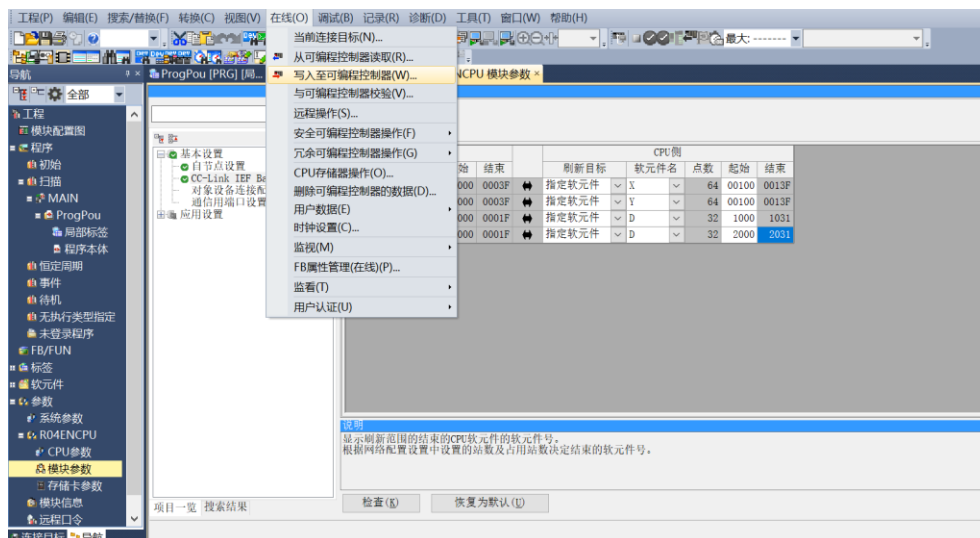 工程(P) 编辑(E) 搜索/替换(F) 转换(C) 视图(V) 在线(O) 调试(B) 记录(R) 诊断(D) 工具(T) 窗口(W) 帮助(H)
最大: -------
导航
ProgPou [PRG] [局...
NCPU 模块参数
全部
工程
模块配置图
程序
初始
扫描
MAIN
ProgPou
局部标签
程序本体
恒定周期
事件
待机
无执行类型指定
未登录程序
FB/FUN
标签
软元件
参数
系统参数
R04ENCPU
CPU参数
模块参数
存储卡参数
模块信息
远程口令
连接目标 导航
基本设置
自节点设置
CC-Link IEF Ba
对象设备连接配
通信用端口设置
应用设置
项目一览 搜索结果
当前连接目标(N)...
从可编程控制器读取(R)...
写入至可编程控制器(W)...
与可编程控制器校验(V)...
远程操作(S)...
安全可编程控制器操作(F)
冗余可编程控制器操作(G)
CPU存储器操作(O)...
删除可编程控制器的数据(D)...
用户数据(E)
时钟设置(C)...
监视(M)
FB属性管理(在线)(P)...
监看(T)
用户认证(U)
CPU侧
始 结束 刷新目标 软元件名 点数 起始 结束
000 0003F 指定软元件 X 64 00100 0013F
000 0003F 指定软元件 Y 64 00100 0013F
000 0001F 指定软元件 D 32 1000 1031
000 0001F 指定软元件 D 32 2000 2031
说明
显示刷新范围的结束的CPU软元件的软元件号。
根据网络配置设置中设置的站数及占用站数决定结束的软元件号。
检查(K) 恢复为默认(U)